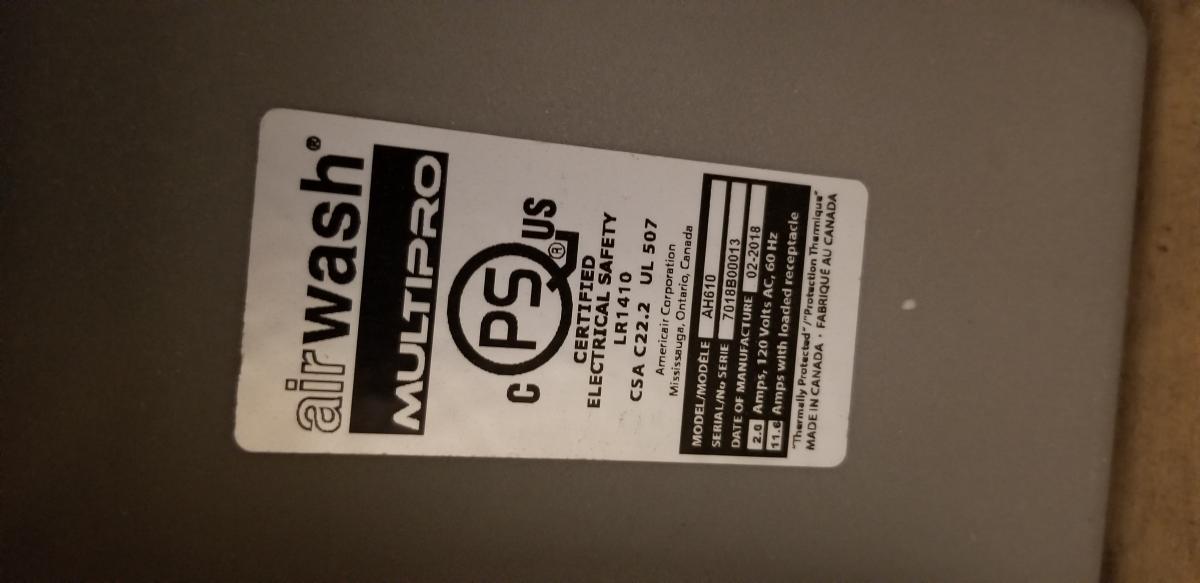 airwash®
MULTIPRO
C PS ® US
CERTIFIED
ELECTRICAL SAFETY
LR1410
CSA C22.2 UL 507
Americair Corporation
Mississauga, Ontario, Canada
MODEL/MODÈLE AH610
SERIAL/No SERIE 7018B00013
DATE OF MANUFACTURE 02-2018
2.0 Amps, 120 Volts AC, 60 Hz
11.6 Amps with loaded receptacle
"Thermally Protected"/"Protection Thermique"
MADE IN CANADA · FABRIQUE AU CANADA